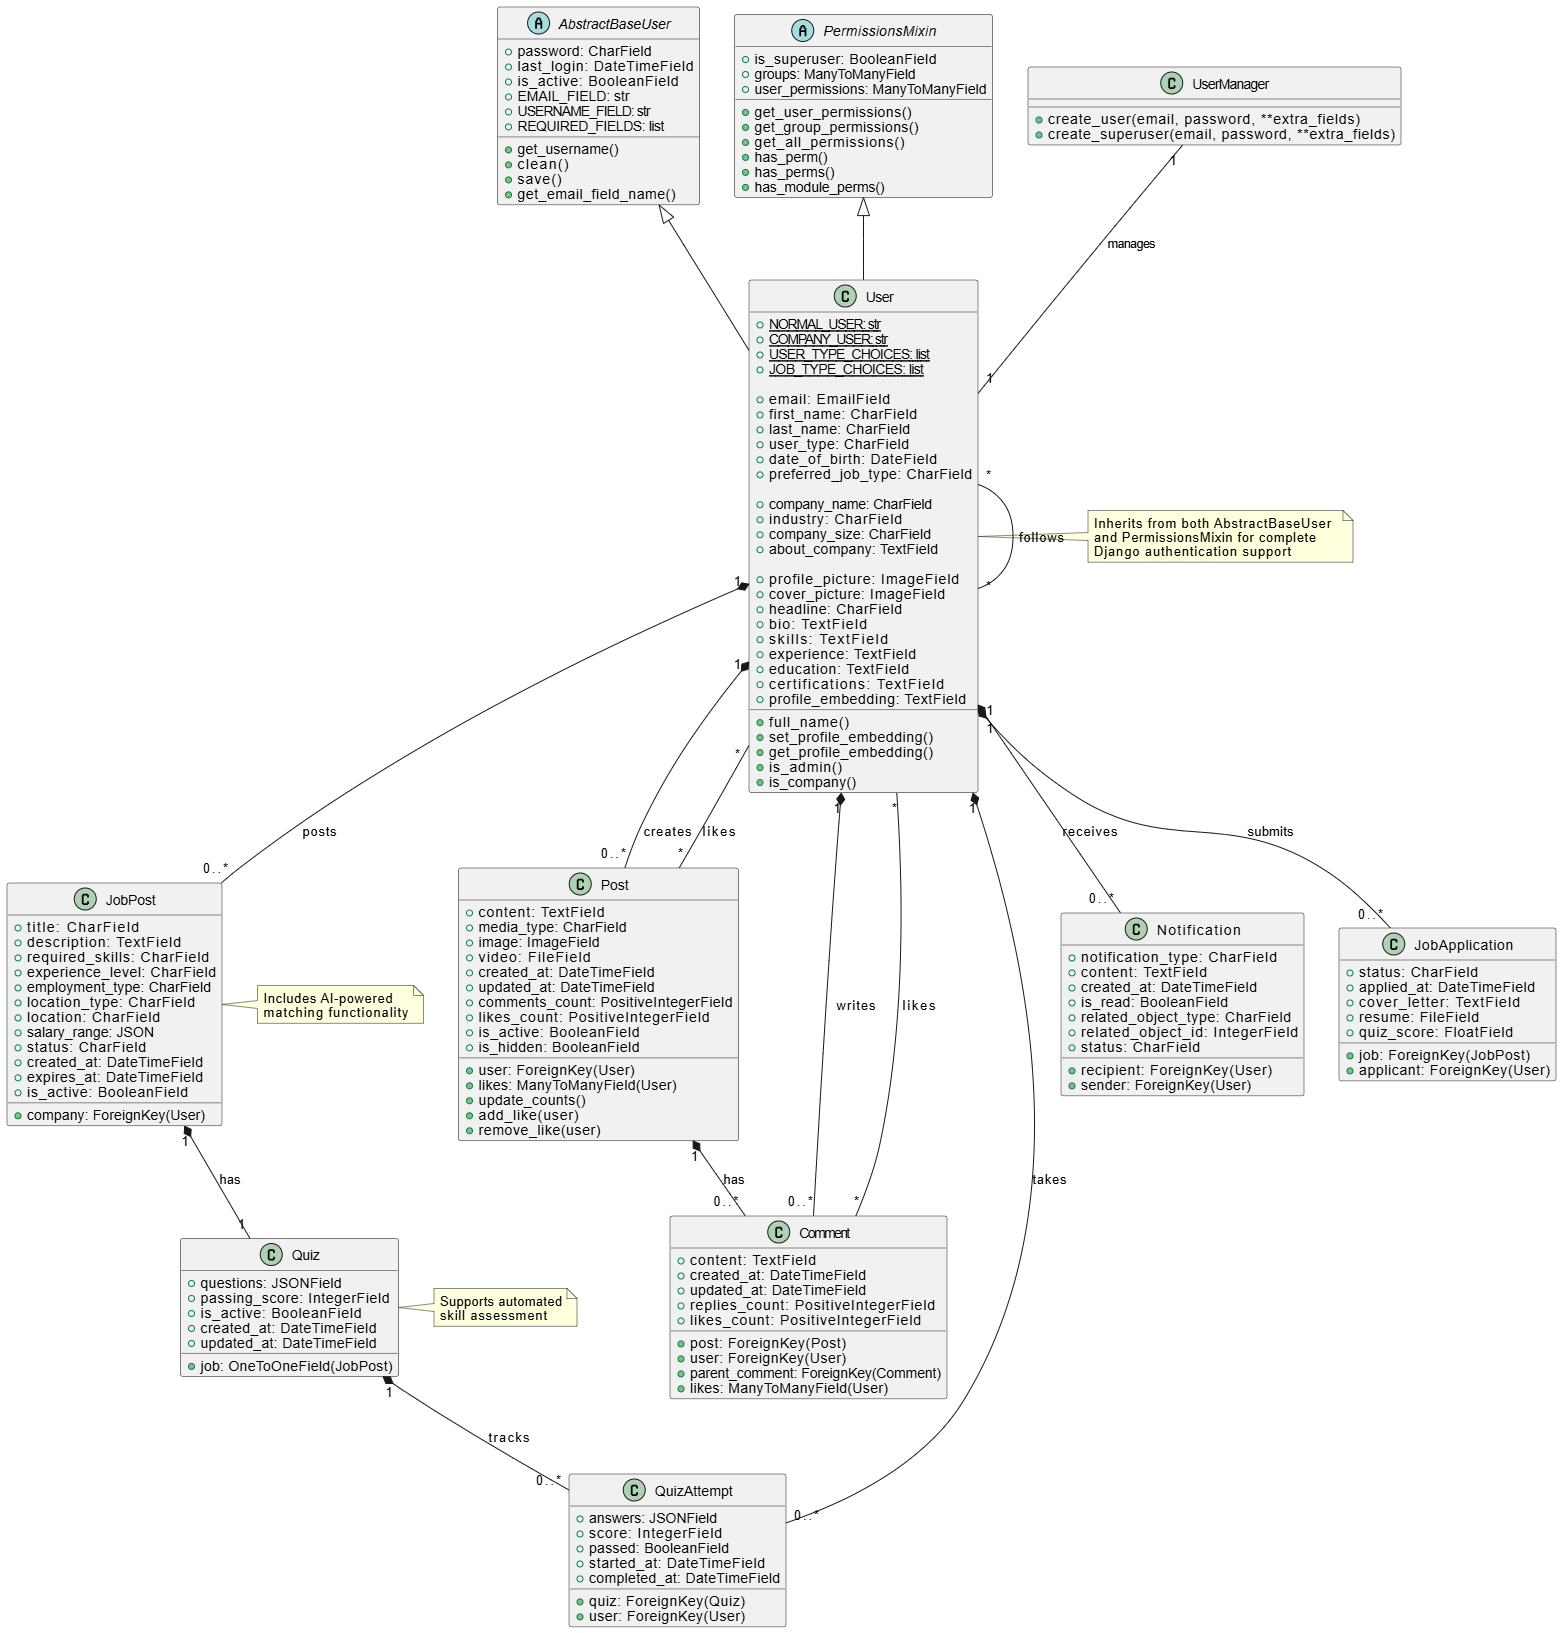 AbstractBaseUser
password: CharField
last_login: DateTimeField
is_active: BooleanField
EMAIL_FIELD: str
USERNAME_FIELD: str
REQUIRED_FIELDS: list
get_username()
clean()
save()
get_email_field_name()
PermissionsMixin
is_superuser: BooleanField
groups: ManyToManyField
user_permissions: ManyToManyField
get_user_permissions()
get_group_permissions()
get_all_permissions()
has_perm()
has_perms()
has_module_perms()
UserManager
create_user(email, password, **extra_fields)
create_superuser(email, password, **extra_fields)
1
manages
1
User
NORMAL_USER: str
COMPANY_USER: str
USER_TYPE_CHOICES: list
JOB_TYPE_CHOICES: list
email: EmailField
first_name: CharField
last_name: CharField
user_type: CharField
date_of_birth: DateField
preferred_job_type: CharField
company_name: CharField
industry: CharField
company_size: CharField
about_company: TextField
profile_picture: ImageField
cover_picture: ImageField
headline: CharField
bio: TextField
skills: TextField
experience: TextField
education: TextField
certifications: TextField
profile_embedding: TextField
full_name()
set_profile_embedding()
get_profile_embedding()
is_admin()
is_company()
*
follows
*
Inherits from both AbstractBaseUser
and PermissionsMixin for complete
Django authentication support
1
posts
0..*
1
creates
0..*
*
likes
*
1
writes
0..*
*
likes
*
1
takes
0..*
1
receives
0..*
1
submits
0..*
JobPost
title: CharField
description: TextField
required_skills: CharField
experience_level: CharField
employment_type: CharField
location_type: CharField
location: CharField
salary_range: JSON
status: CharField
created_at: DateTimeField
expires_at: DateTimeField
is_active: BooleanField
company: ForeignKey(User)
Includes AI-powered
matching functionality
Post
content: TextField
media_type: CharField
image: ImageField
video: FileField
created_at: DateTimeField
updated_at: DateTimeField
comments_count: PositiveIntegerField
likes_count: PositiveIntegerField
is_active: BooleanField
is_hidden: BooleanField
user: ForeignKey(User)
likes: ManyToManyField(User)
update_counts()
add_like(user)
remove_like(user)
Notification
notification_type: CharField
content: TextField
created_at: DateTimeField
is_read: BooleanField
related_object_type: CharField
related_object_id: IntegerField
status: CharField
recipient: ForeignKey(User)
sender: ForeignKey(User)
JobApplication
status: CharField
applied_at: DateTimeField
cover_letter: TextField
resume: FileField
quiz_score: FloatField
job: ForeignKey(JobPost)
applicant: ForeignKey(User)
1
has
1
1
has
0..*
Quiz
questions: JSONField
passing_score: IntegerField
is_active: BooleanField
created_at: DateTimeField
updated_at: DateTimeField
job: OneToOneField(JobPost)
Supports automated
skill assessment
Comment
content: TextField
created_at: DateTimeField
updated_at: DateTimeField
replies_count: PositiveIntegerField
likes_count: PositiveIntegerField
post: ForeignKey(Post)
user: ForeignKey(User)
parent_comment: ForeignKey(Comment)
likes: ManyToManyField(User)
1
tracks
0..*
QuizAttempt
answers: JSONField
score: IntegerField
passed: BooleanField
started_at: DateTimeField
completed_at: DateTimeField
quiz: ForeignKey(Quiz)
user: ForeignKey(User)